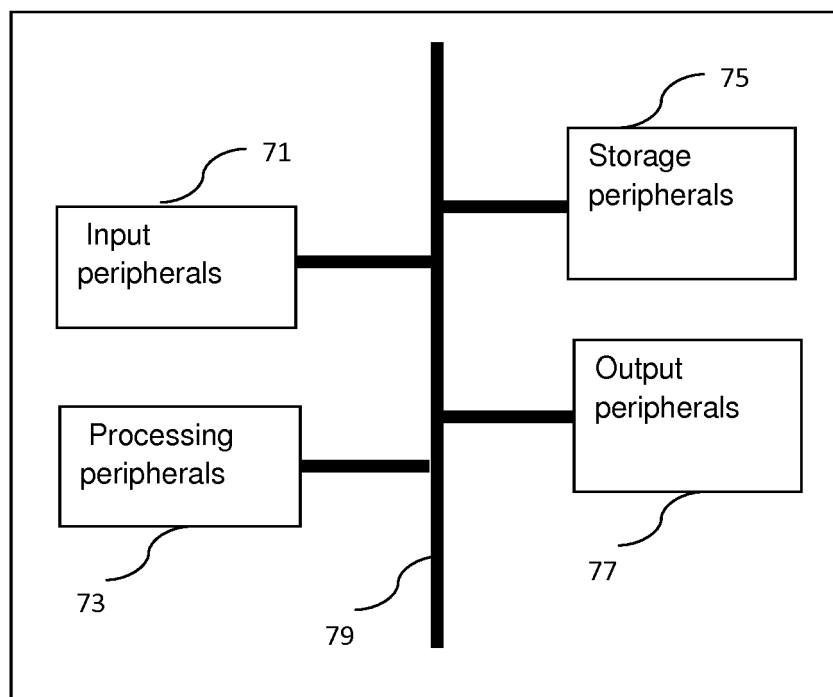 75
Storage
peripherals
71
Input
peripherals
Output
peripherals
Processing
peripherals
77
73
79